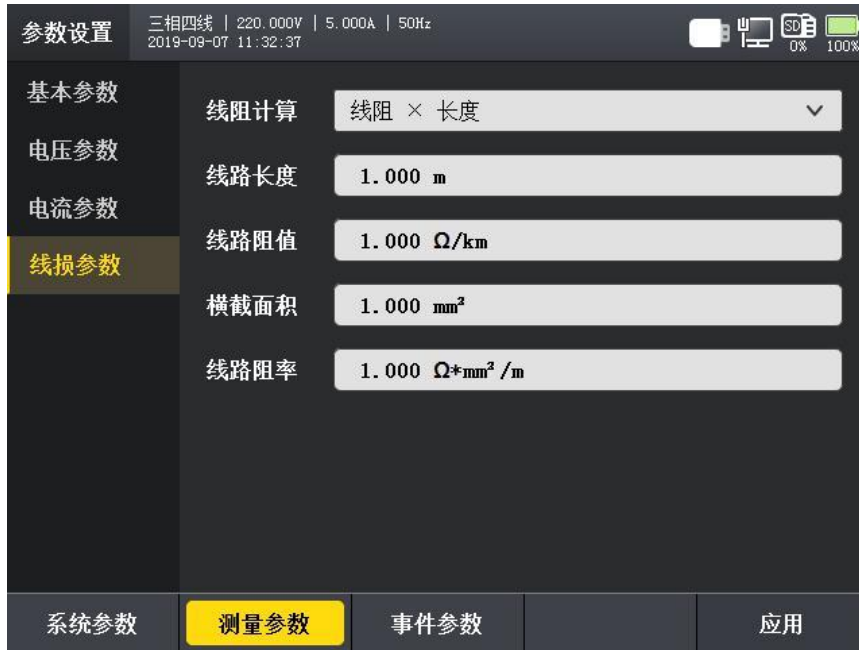 参数设置
三相四线 | 220.000V | 5.000A | 50Hz
2019-09-07 11:32:37
SD
0%
100%
基本参数
电压参数
电流参数
线损参数
线阻计算 线阻 × 长度
线路长度 1.000 m
线路阻值 1.000 Ω/km
横截面积 1.000 mm²
线路阻率 1.000 Ω*mm²/m
系统参数 测量参数 事件参数 应用